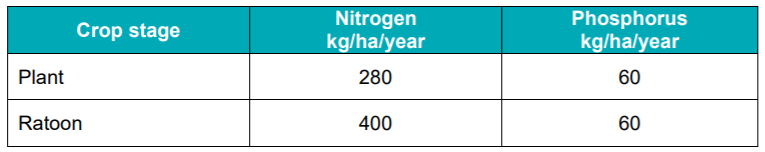 Crop stage
Nitrogen
kg/ha/year
Phosphorus
kg/ha/year
Plant 280 60
Ratoon 400 60